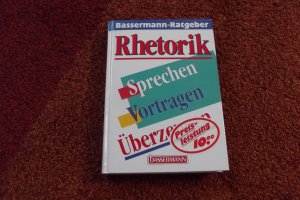 Bassermann-Ratgeber
Rhetorik
Sprechen
Vortragen
Preis-
leistung
10.-
BASSERMANN